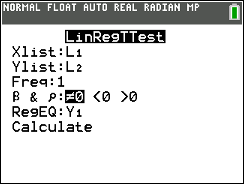 NORMAL FLOAT AUTO REAL RADIAN MP
LinRegTTest
Xlist:L₁
Ylist:L₂
Freq:1
β & ρ:≠0 <0 >0
RegEQ:Y₁
Calculate